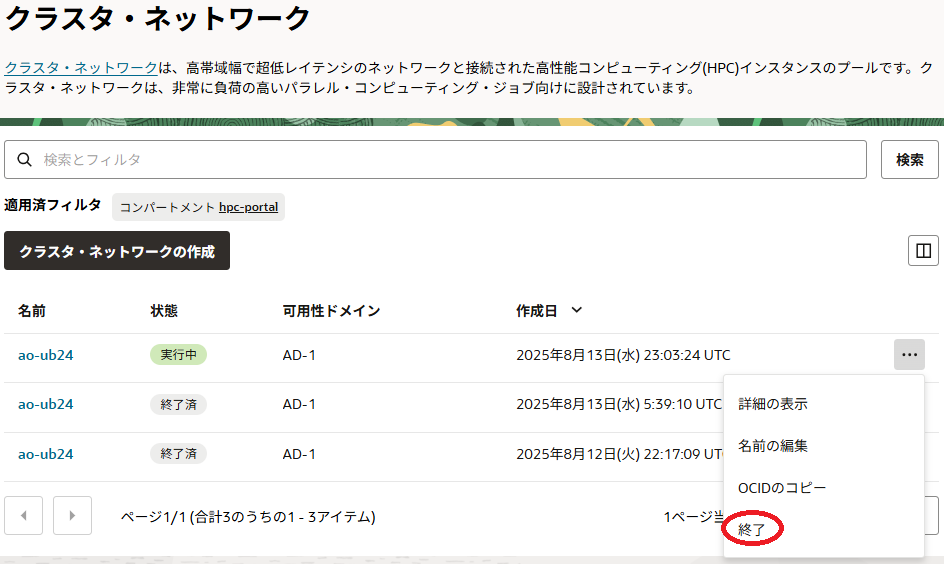 クラスタ・ネットワーク
クラスタ・ネットワークは、高帯域幅で超低レイテンシのネットワークと接続された高性能コンピューティング(HPC)インスタンスのプールです。ク
ラスタ・ネットワークは、非常に負荷の高いパラレル・コンピューティング・ジョブ向けに設計されています。
検索とフィルタ
検索
適用済フィルタ コンパートメント hpc-portal
クラスタ・ネットワークの作成
名前 状態 可用性ドメイン 作成日
ao-ub24 実行中 AD-1 2025年8月13日(水) 23:03:24 UTC
ao-ub24 終了済 AD-1 2025年8月13日(水) 5:39:10 UTC
ao-ub24 終了済 AD-1 2025年8月12日(火) 22:17:09 UTC
詳細の表示
名前の編集
OCIDのコピー
終了
ページ1/1 (合計3のうちの1 - 3アイテム)
1ページ当